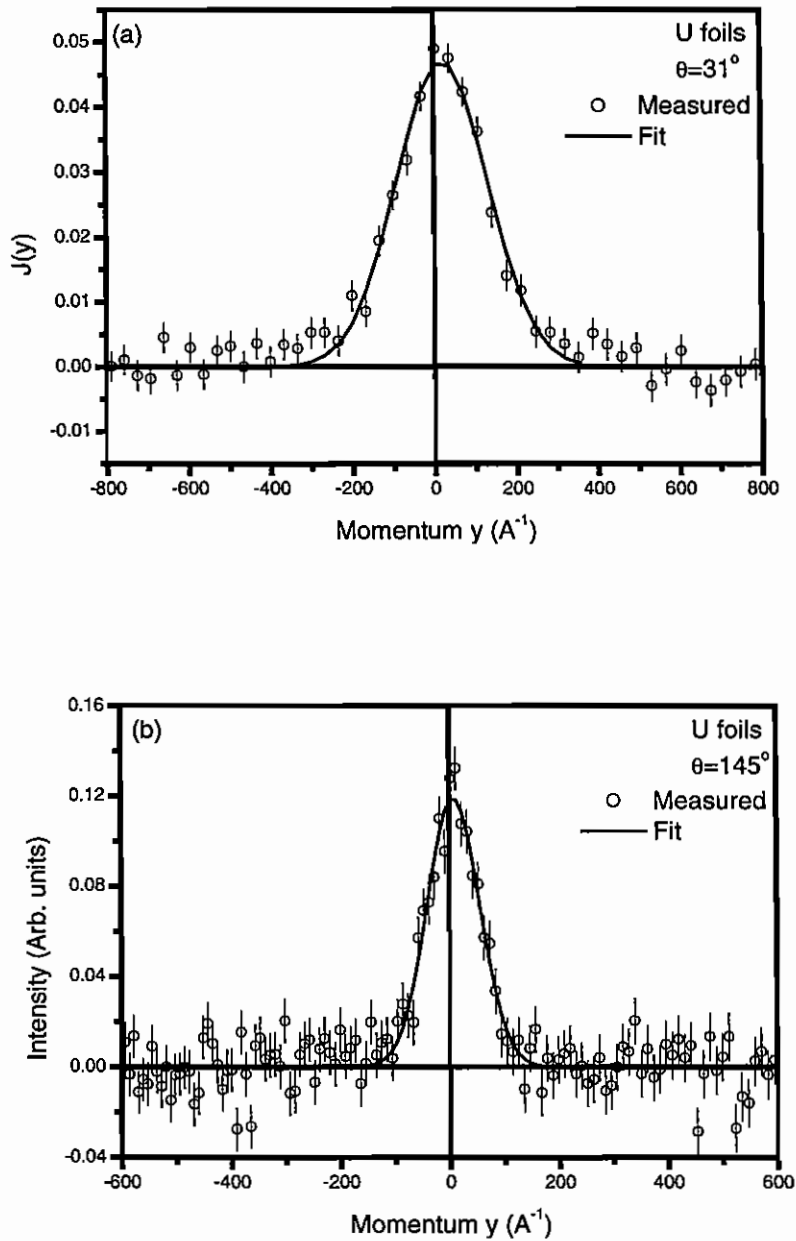 (a)
U foils
θ=31°
Measured
Fit
0.05
0.04
0.03
0.02
0.01
0.00
-0.01
J(y)
-800 -600 -400 -200 0 200 400 600 800
Momentum y (A⁻¹)
(b)
U foils
θ=145°
Measured
Fit
0.16
0.12
0.08
0.04
0.00
-0.04
Intensity (Arb. units)
-600 -400 -200 0 200 400 600
Momentum y (A⁻¹)